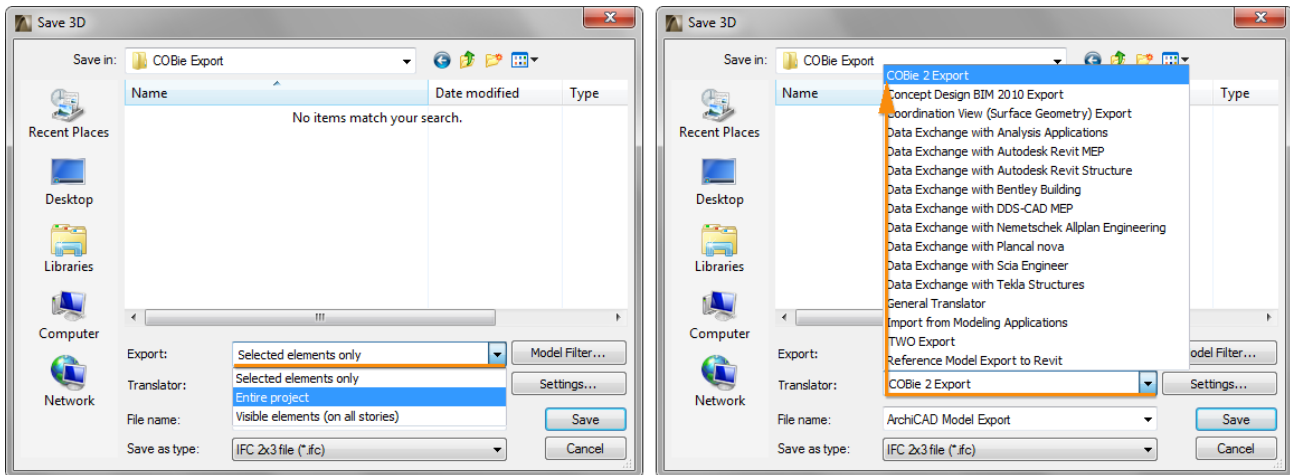 Save 3D
Save in:
COBie Export
Name
Date modified
Type
No items match your search.
Recent Places
Desktop
Libraries
Computer
Network
Export:
Selected elements only
Model Filter...
Selected elements only
Translator:
Entire project
Settings...
Visible elements (on all stories)
File name:
Save
Save as type:
IFC 2x3 file (*.ifc)
Cancel
Save 3D
Save in:
COBie Export
COBie 2 Export
Name
Type
Concept Design BIM 2010 Export
Coordination View (Surface Geometry) Export
Data Exchange with Analysis Applications
Data Exchange with Autodesk Revit MEP
Data Exchange with Autodesk Revit Structure
Data Exchange with Bentley Building
Data Exchange with DDS-CAD MEP
Data Exchange with Nemetschek Allplan Engineering
Data Exchange with Plancal nova
Data Exchange with Scia Engineer
Data Exchange with Tekla Structures
General Translator
Import from Modeling Applications
iTWO Export
Reference Model Export to Revit
Recent Places
Desktop
Libraries
Computer
Network
Export:
odel Filter...
Translator:
COBie 2 Export
Settings...
File name:
ArchiCAD Model Export
Save
Save as type:
IFC 2x3 file (*.ifc)
Cancel